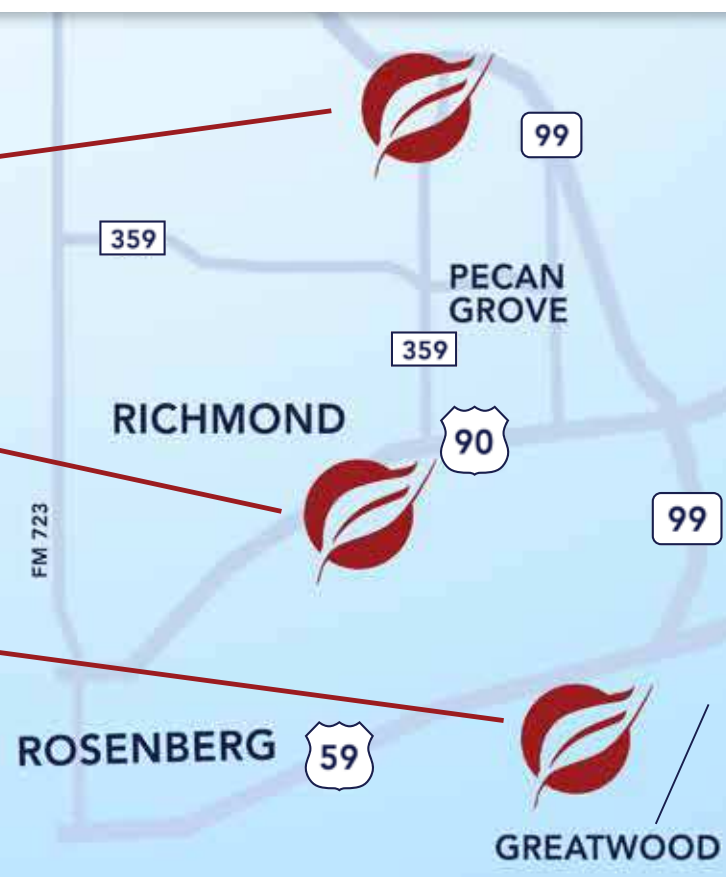 99
359
PECAN
GROVE
359
RICHMOND
90
99
FM 723
ROSENBERG
59
GREATWOOD